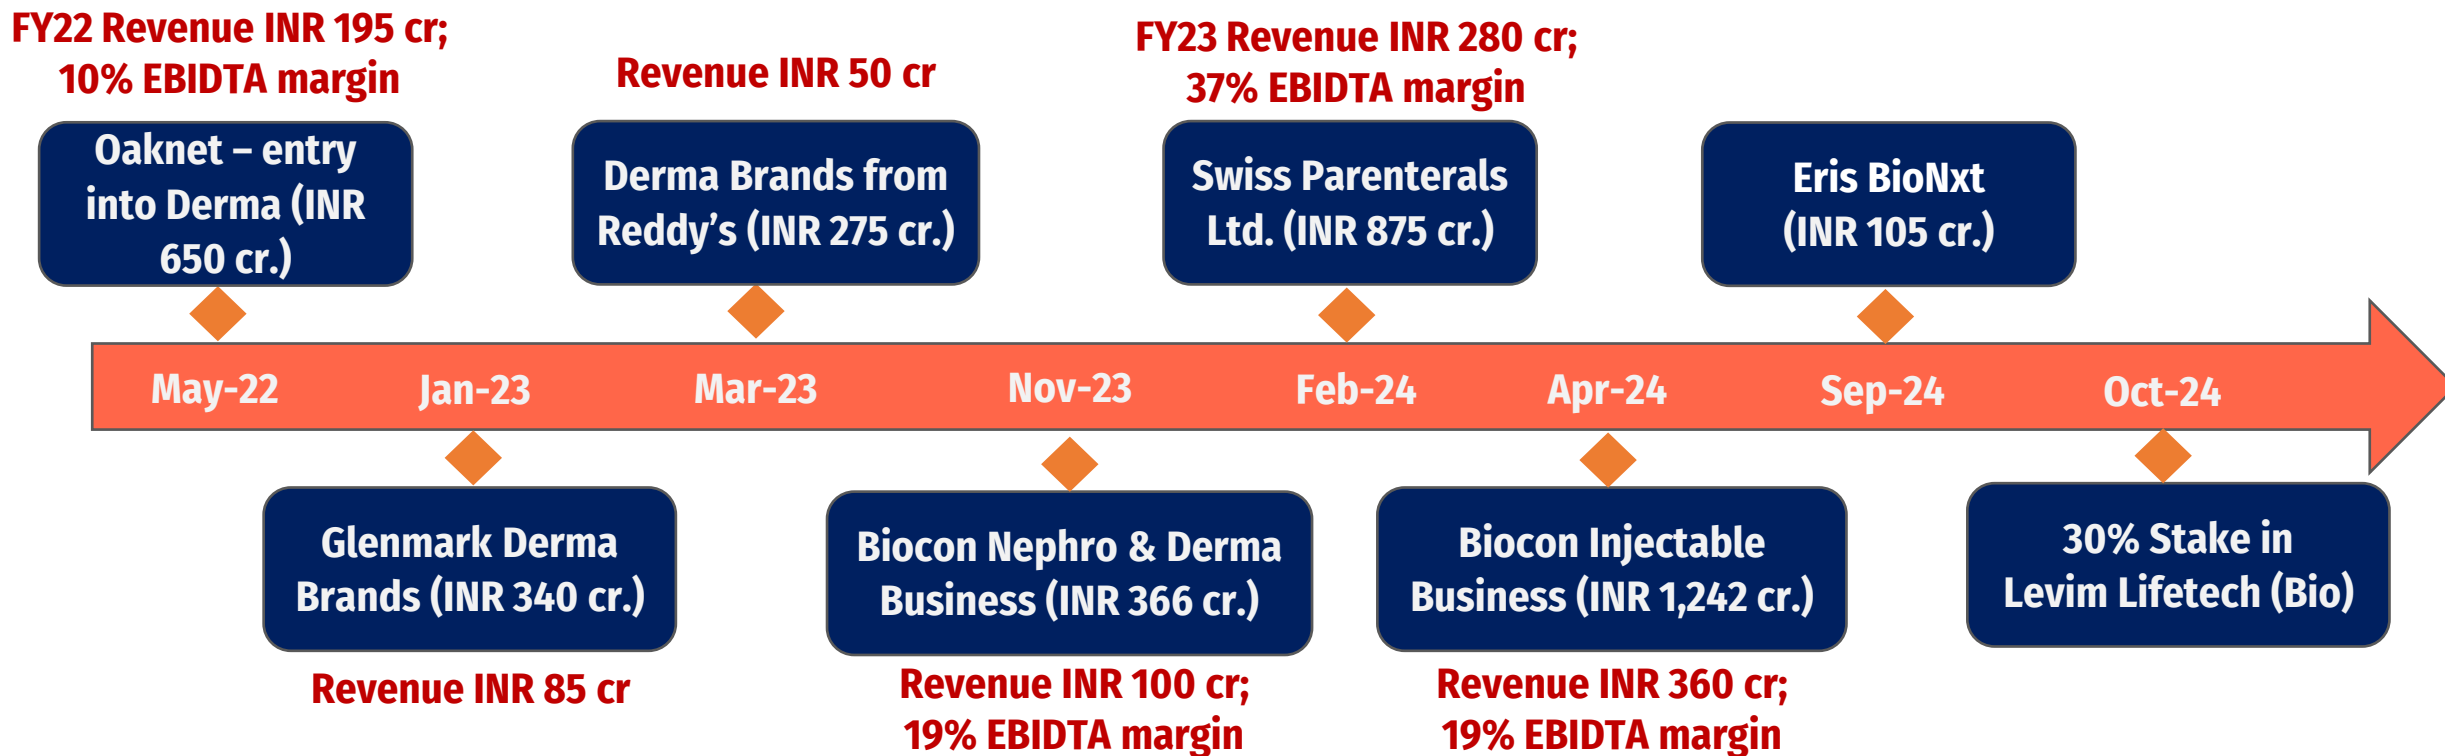 FY22 Revenue INR 195 cr;
10% EBIDTA margin
Revenue INR 50 cr
FY23 Revenue INR 280 cr;
37% EBIDTA margin
Oaknet – entry
into Derma (INR
650 cr.)
Derma Brands from
Reddy’s (INR 275 cr.)
Swiss Parenterals
Ltd. (INR 875 cr.)
Eris BioNxt
(INR 105 cr.)
May-22
Jan-23
Mar-23
Nov-23
Feb-24
Apr-24
Sep-24
Oct-24
Glenmark Derma
Brands (INR 340 cr.)
Biocon Nephro & Derma
Business (INR 366 cr.)
Biocon Injectable
Business (INR 1,242 cr.)
30% Stake in
Levim Lifetech (Bio)
Revenue INR 85 cr
Revenue INR 100 cr;
19% EBIDTA margin
Revenue INR 360 cr;
19% EBIDTA margin